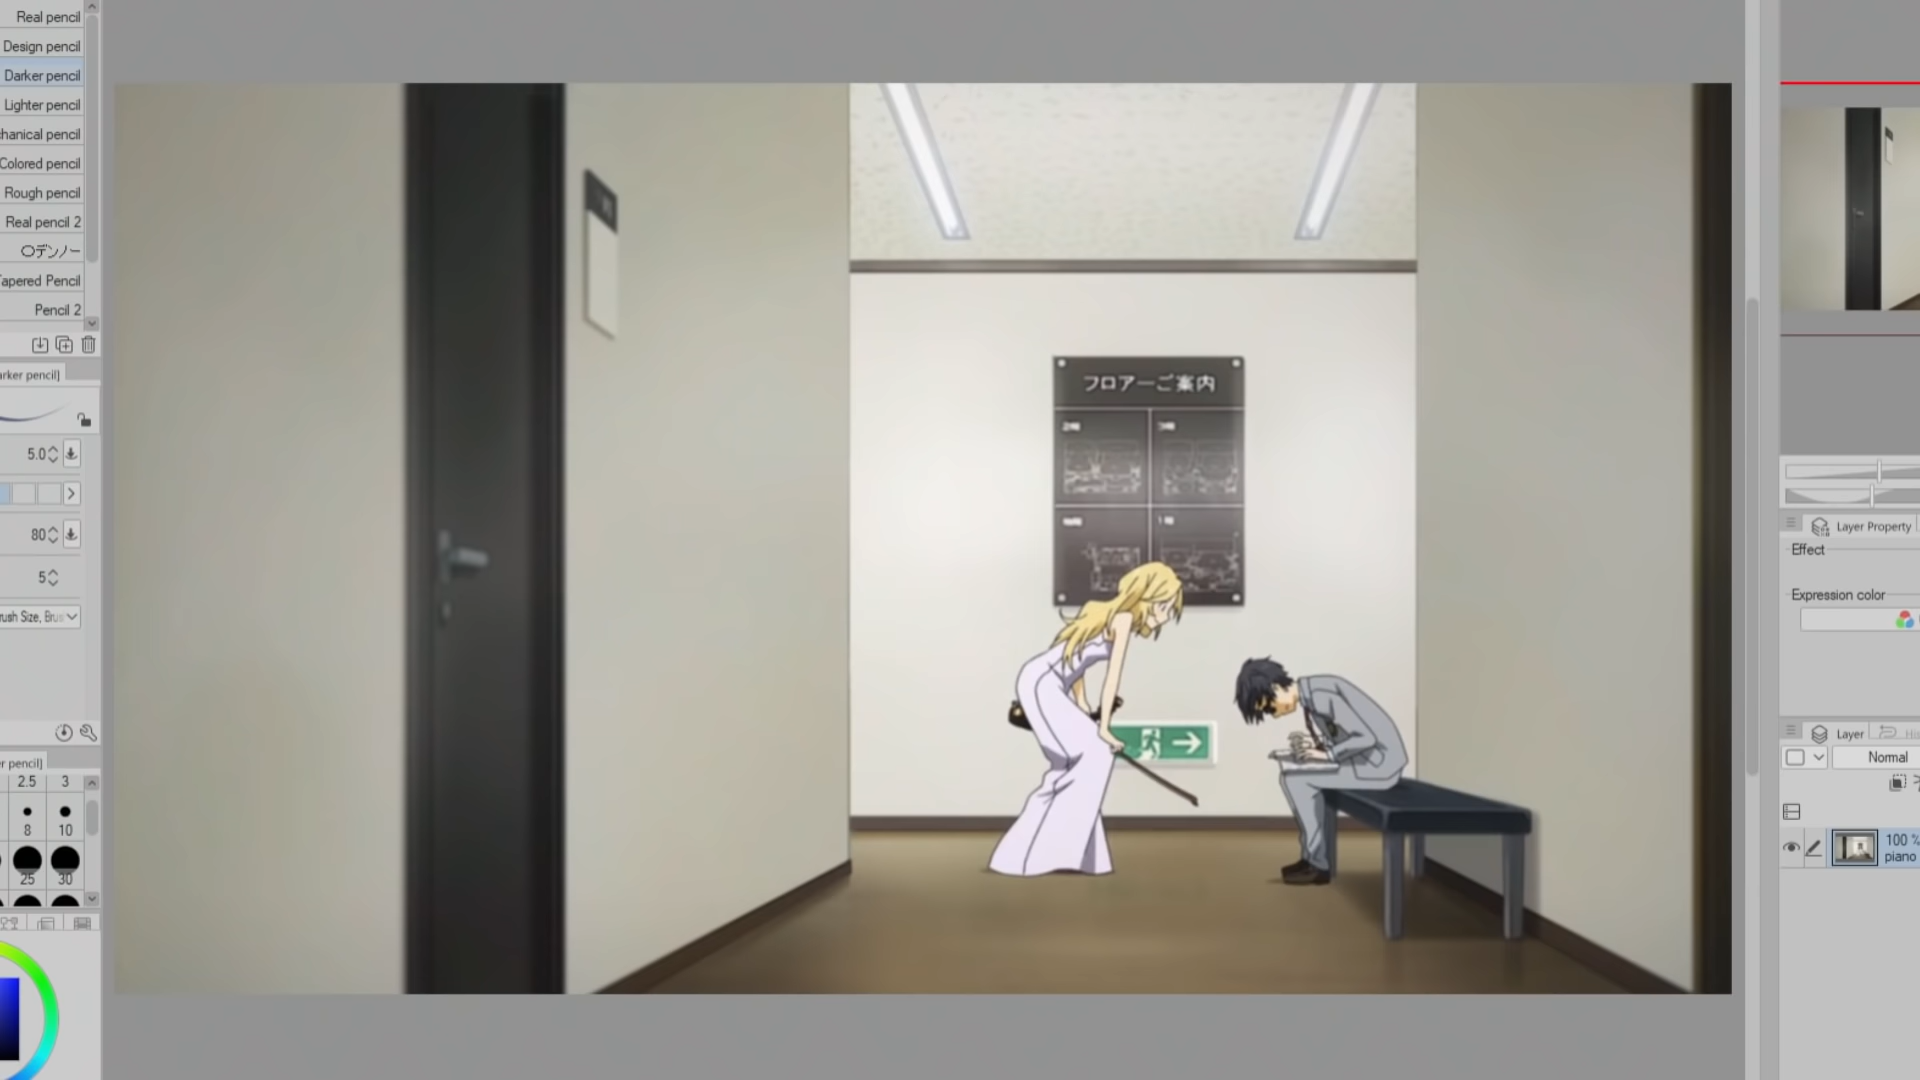 Real pencil
Design pencil
Darker pencil
Lighter pencil
hanical pencil
Colored pencil
Rough pencil
Real pencil 2
〇デンノー
apered Pencil
Pencil 2
rker pencil]
5.0
80
5
rush Size, Brus
r pencil]
2.5 3
8 10
25 30
フロアーご案内
Layer Property
Effect
Expression color
Layer
His
Normal
100 %
piano